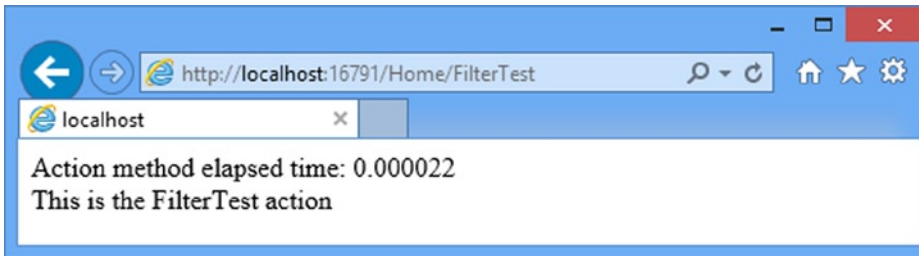 http://localhost:16791/Home/FilterTest
localhost
Action method elapsed time: 0.000022
This is the FilterTest action